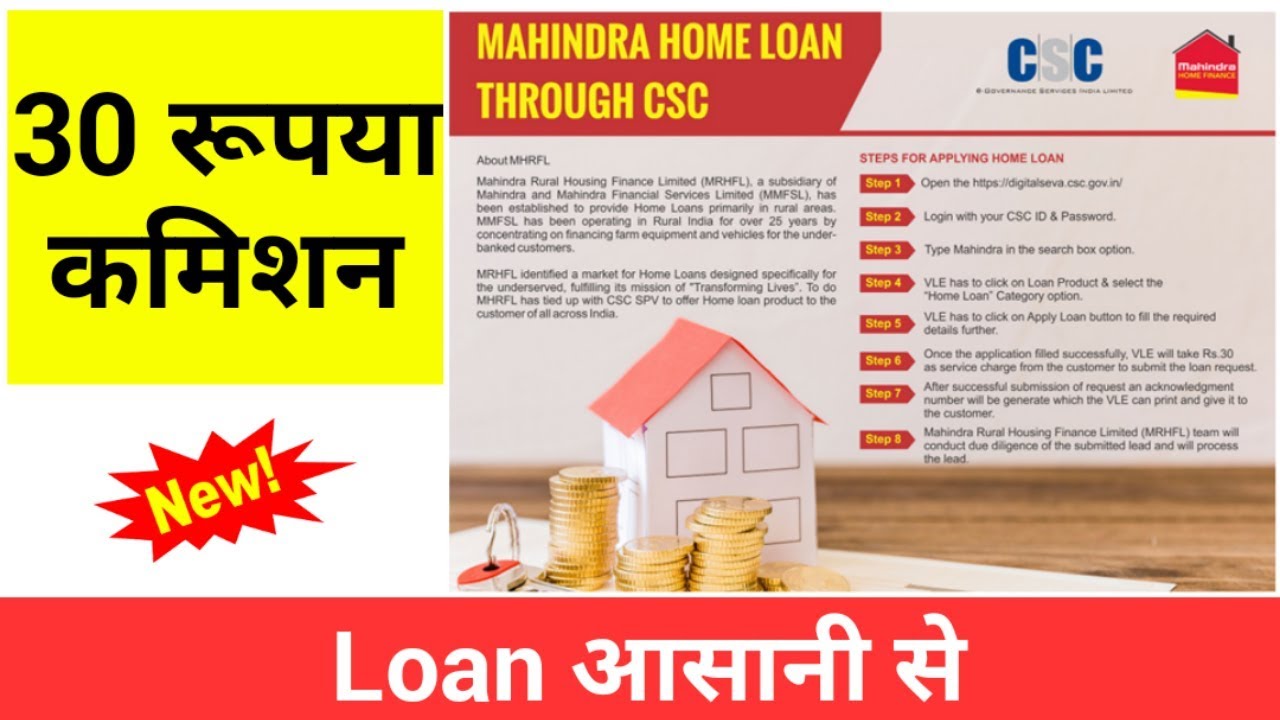 30 रूपया
कमिशन
New!
MAHINDRA HOME LOAN
THROUGH CSC
CSC
e-GOVERNANCE SERVICES INDIA LIMITED
Mahindra
HOME FINANCE
About MHRFL
Mahindra Rural Housing Finance Limited (MRHFL), a subsidiary of
Mahindra and Mahindra Financial Services Limited (MMFSL), has
been established to provide Home Loans primarily in rural areas.
MMFSL has been operating in Rural India for over 25 years by
concentrating on financing farm equipment and vehicles for the under-
banked customers.
MRHFL identified a market for Home Loans designed specifically for
the underserved, fulfilling its mission of "Transforming Lives". To do
MHRFL has tied up with CSC SPV to offer Home loan product to the
customer of all across India.
STEPS FOR APPLYING HOME LOAN
Step 1 Open the https://digitalseva.csc.gov.in/
Step 2 Login with your CSC ID & Password.
Step 3 Type Mahindra in the search box option.
Step 4 VLE has to click on Loan Product & select the
“Home Loan” Category option.
Step 5 VLE has to click on Apply Loan button to fill the required
details further.
Step 6 Once the application filled successfully, VLE will take Rs.30
as service charge from the customer to submit the loan request.
Step 7 After successful submission of request an acknowledgment
number will be generate which the VLE can print and give it to
the customer.
Step 8 Mahindra Rural Housing Finance Limited (MRHFL) team will
conduct due diligence of the submitted lead and will process
the lead.
Loan आसानी से